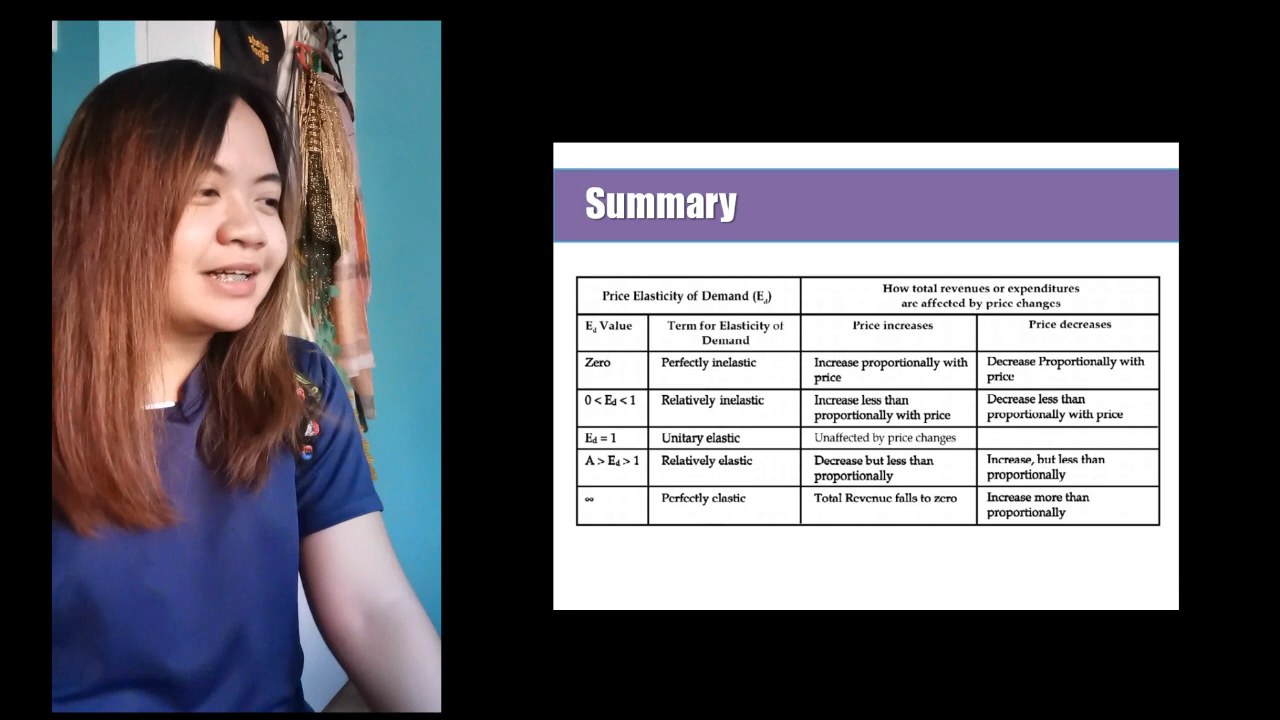 Summary
Price Elasticity of Demand (Ed)
How total revenues or expenditures
are affected by price changes
Ed Value
Term for Elasticity of
Demand
Price increases
Price decreases
Zero
Perfectly inelastic
Increase proportionally with
price
Decrease Proportionally with
price
0 < Ed < 1
Relatively inelastic
Increase less than
proportionally with price
Decrease less than
proportionally with price
Ed = 1
Unitary elastic
Unaffected by price changes
A > Ed > 1
Relatively elastic
Decrease but less than
proportionally
Increase, but less than
proportionally
∞
Perfectly elastic
Total Revenue falls to zero
Increase more than
proportionally